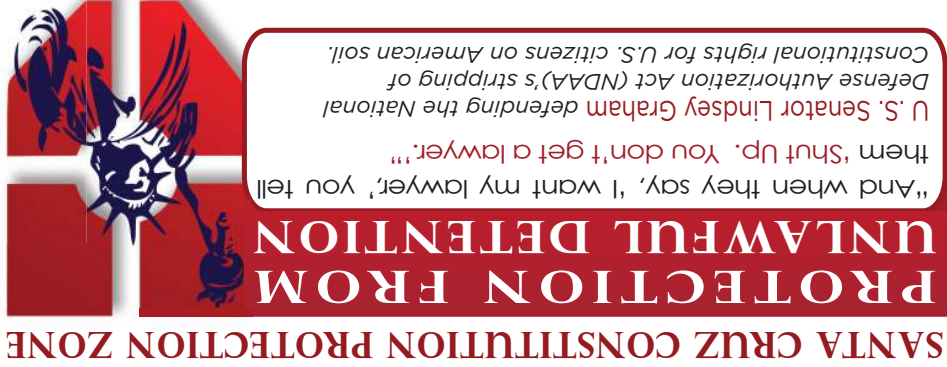 SANTA CRUZ CONSTITUTION PROTECTION ZONE
PROTECTION FROM
UNLAWFUL DETENTION
"And when they say, 'I want my lawyer,' you tell
them 'Shut Up. You don't get a lawyer.'"
U. S. Senator Lindsey Graham defending the National
Defense Authorization Act (NDAA)'s stripping of
Constitutional rights for U.S. citizens on American soil.